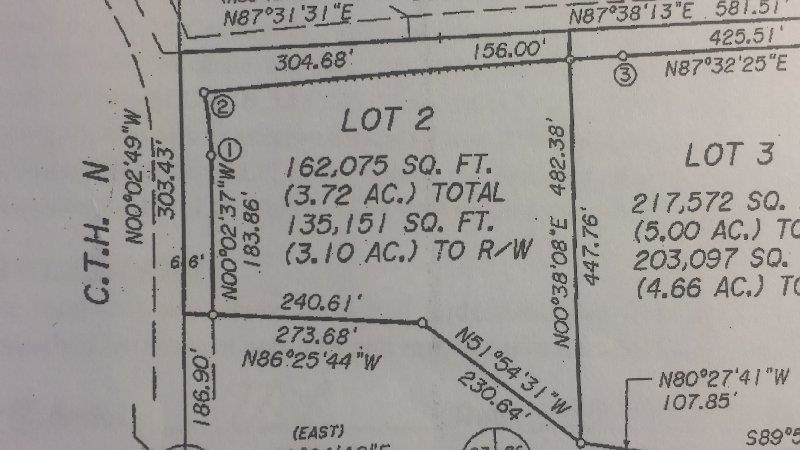 N87°31'31"E
N87°38'13"E 581.51'
304.68'
156.00'
425.51'
N87°32'25"E
3
2
1
LOT 2
162,075 SQ. FT.
(3.72 AC.) TOTAL
135,151 SQ. FT.
(3.10 AC.) TO R/W
LOT 3
217,572 SQ.
(5.00 AC.) TO
203,097 SQ.
(4.66 AC.) TO
C.T.H. N
N00°02'49"W
303.43'
66'
N00°02'37"W
183.86'
N00°38'08"E 482.38'
447.76'
240.61'
273.68'
N86°25'44"W
186.90'
N51°54'31"W
230.64'
N80°27'41"W
107.85'
(EAST)
S89°5